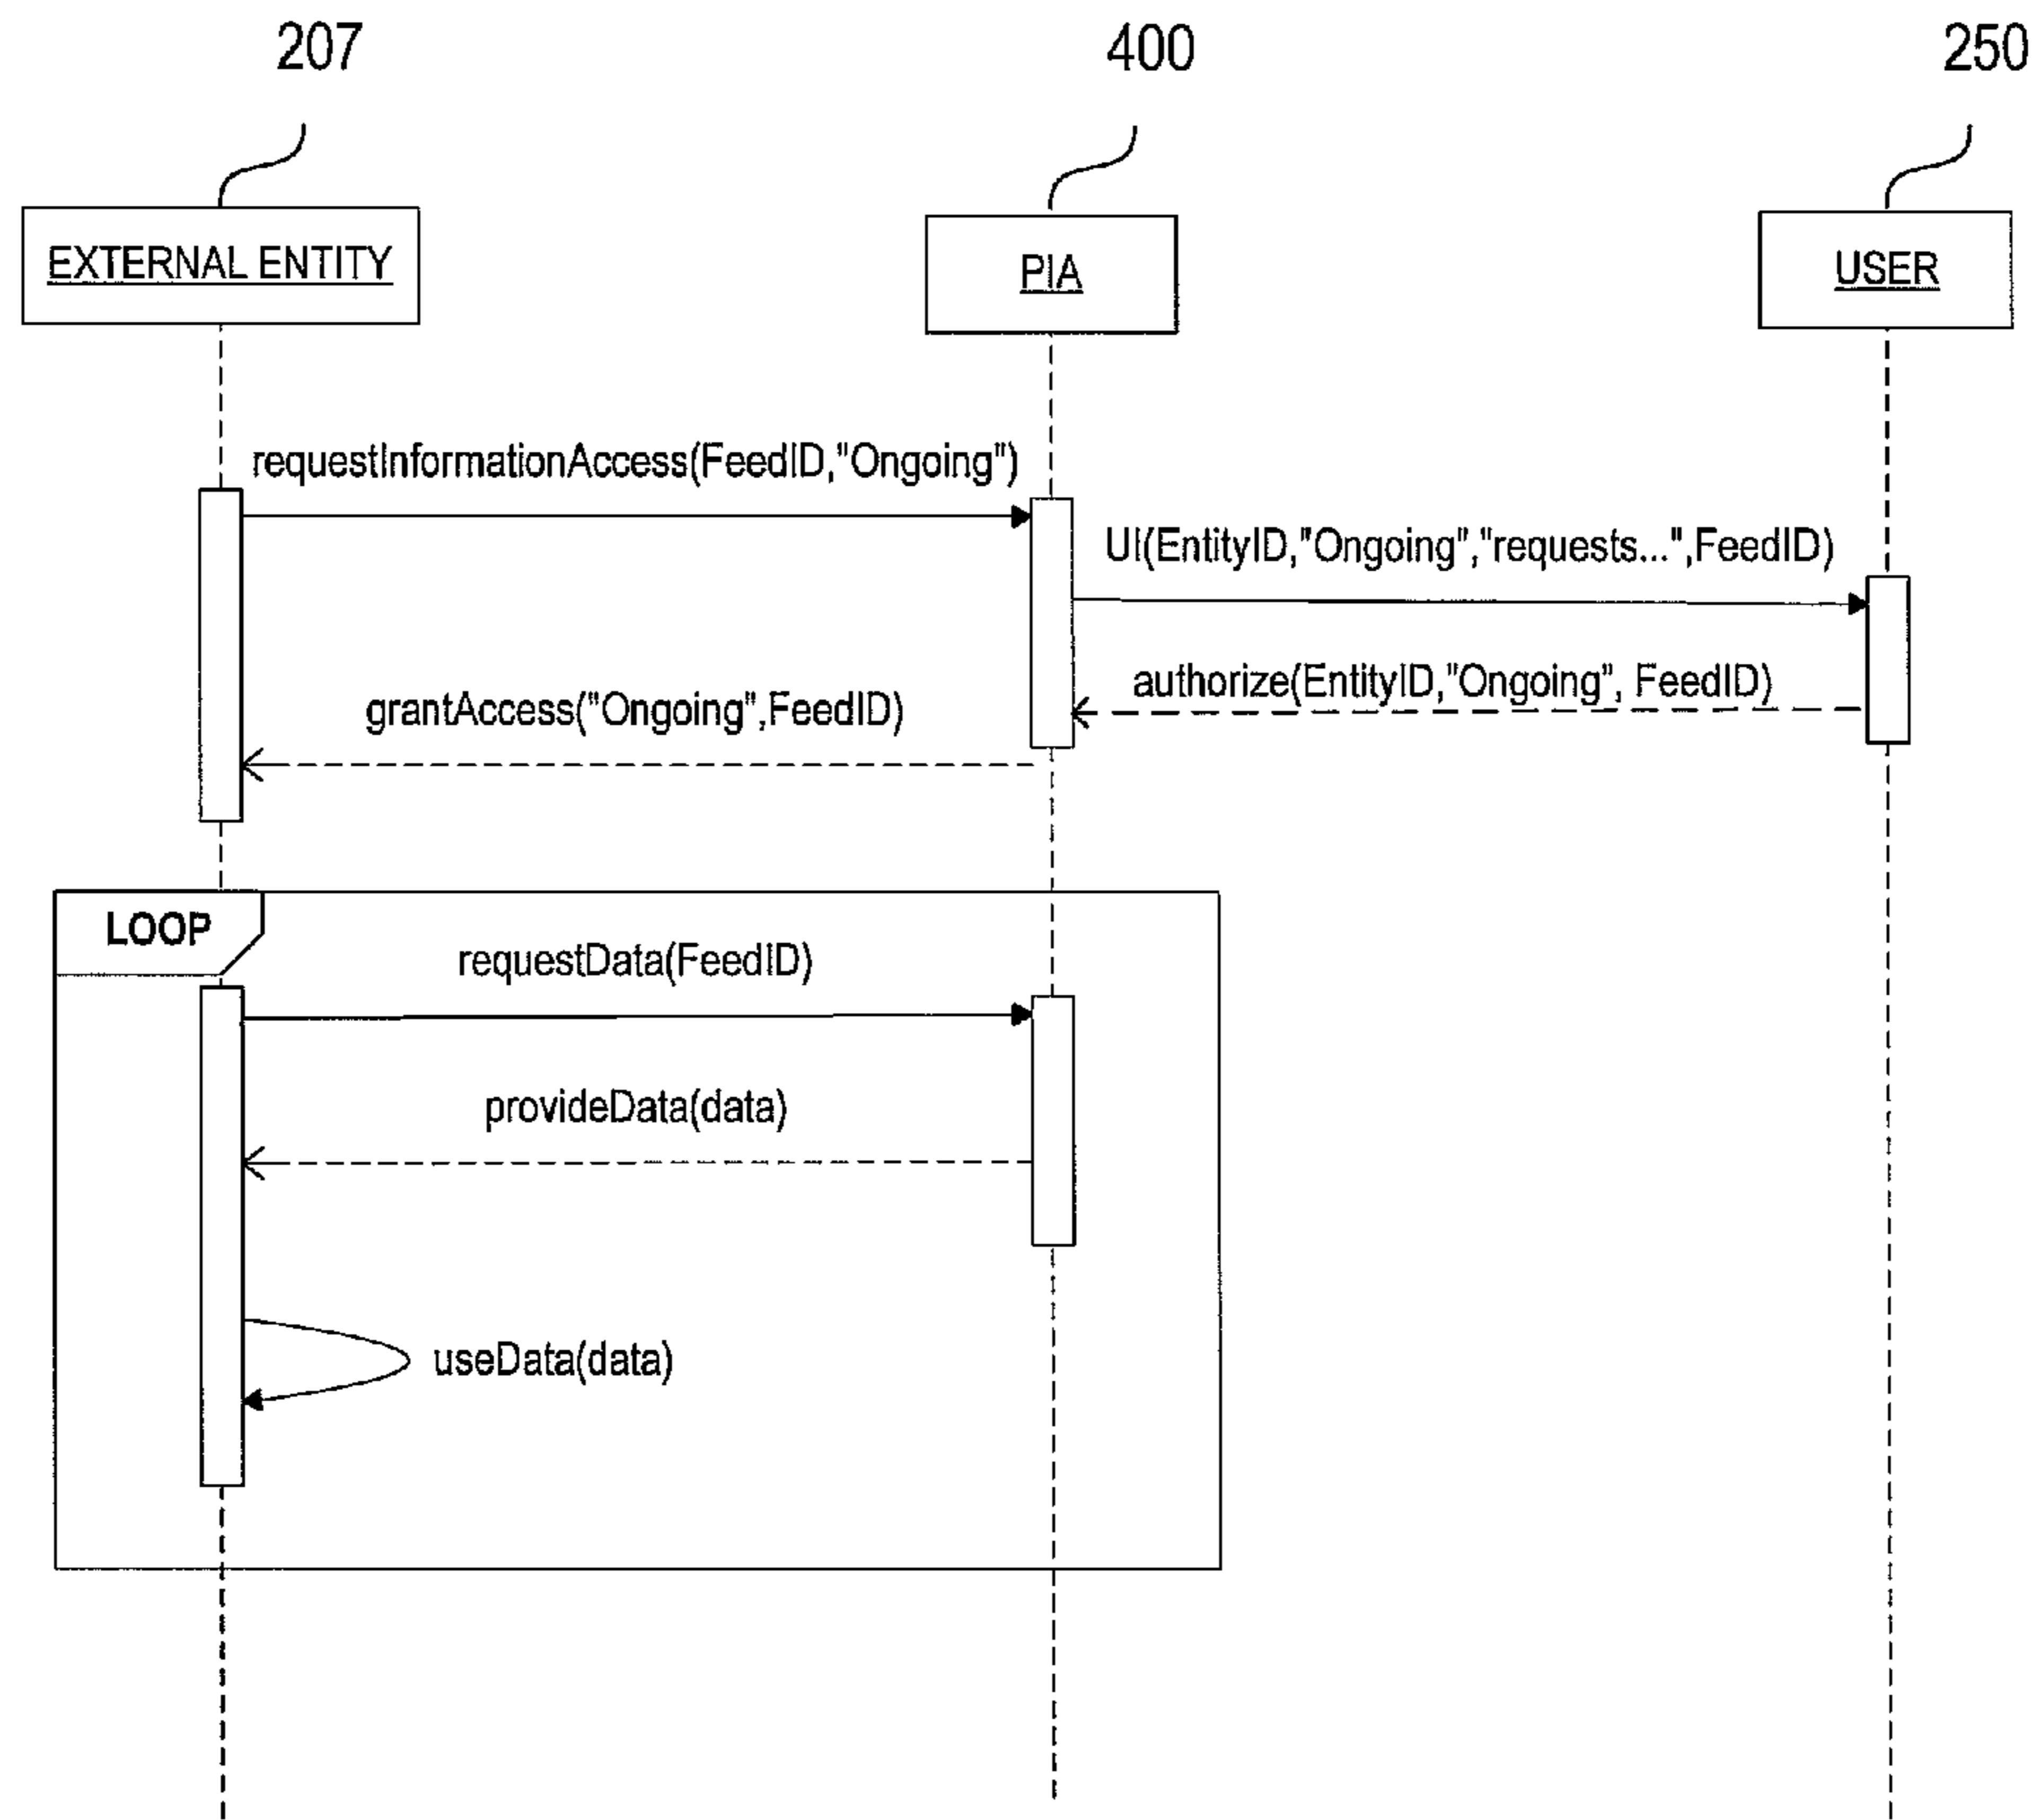 207
400
250
EXTERNAL ENTITY
PIA
USER
requestInformationAccess(FeedID,"Ongoing")
UI(EntityID,"Ongoing","requests...",FeedID)
authorize(EntityID,"Ongoing", FeedID)
grantAccess("Ongoing",FeedID)
LOOP
requestData(FeedID)
provideData(data)
useData(data)